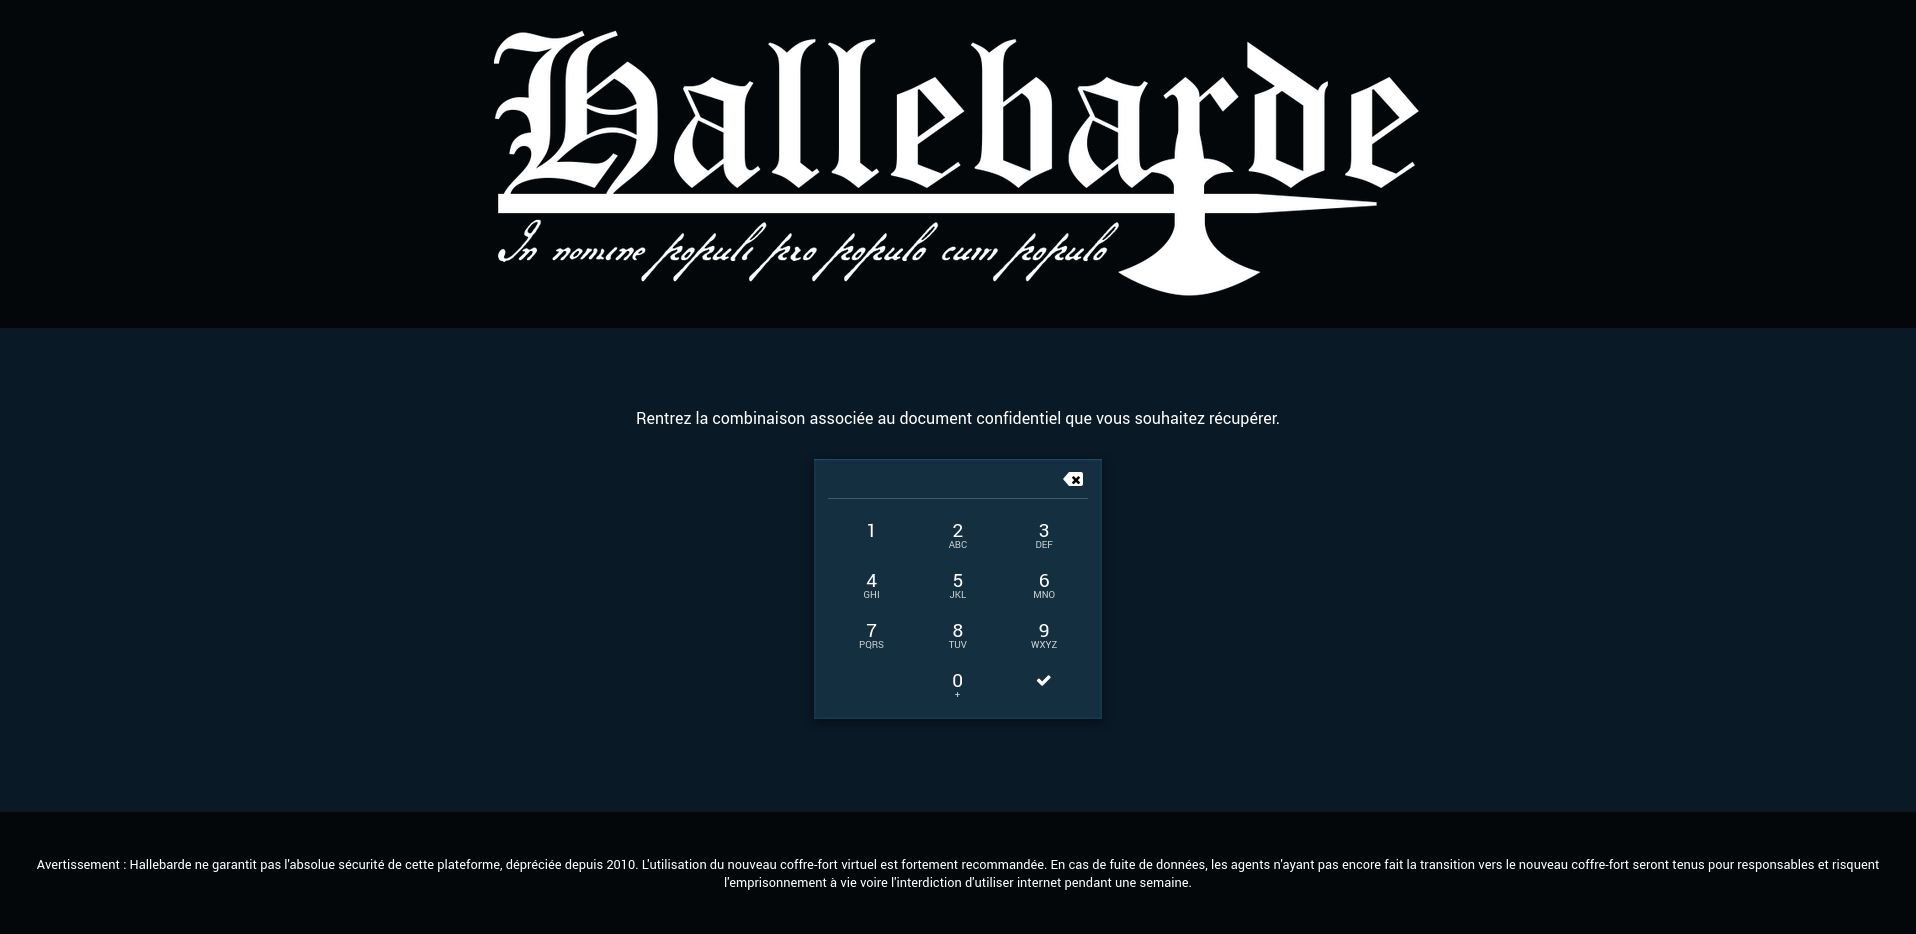 Hallebarde
In nomine populi pro populo cum populo
Rentrez la combinaison associée au document confidentiel que vous souhaitez récupérer.
1 2 3
ABC DEF
4 5 6
GHI JKL MNO
7 8 9
PQRS TUV WXYZ
0
+
Avertissement : Hallebarde ne garantit pas l'absolue sécurité de cette plateforme, dépréciée depuis 2010. L'utilisation du nouveau coffre-fort virtuel est fortement recommandée. En cas de fuite de données, les agents n'ayant pas encore fait la transition vers le nouveau coffre-fort seront tenus pour responsables et risquent
l'emprisonnement à vie voire l'interdiction d'utiliser internet pendant une semaine.